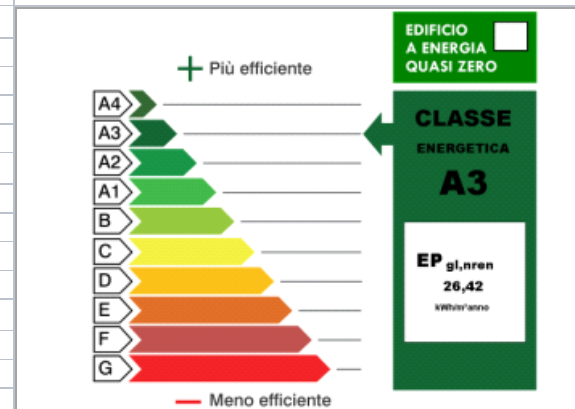 EDIFICIO
A ENERGIA
QUASI ZERO
Più efficiente
A4
A3
A2
A1
B
C
D
E
F
G
Meno efficiente
CLASSE
ENERGETICA
A3
EP gl,nren
26,42
kWh/m²anno